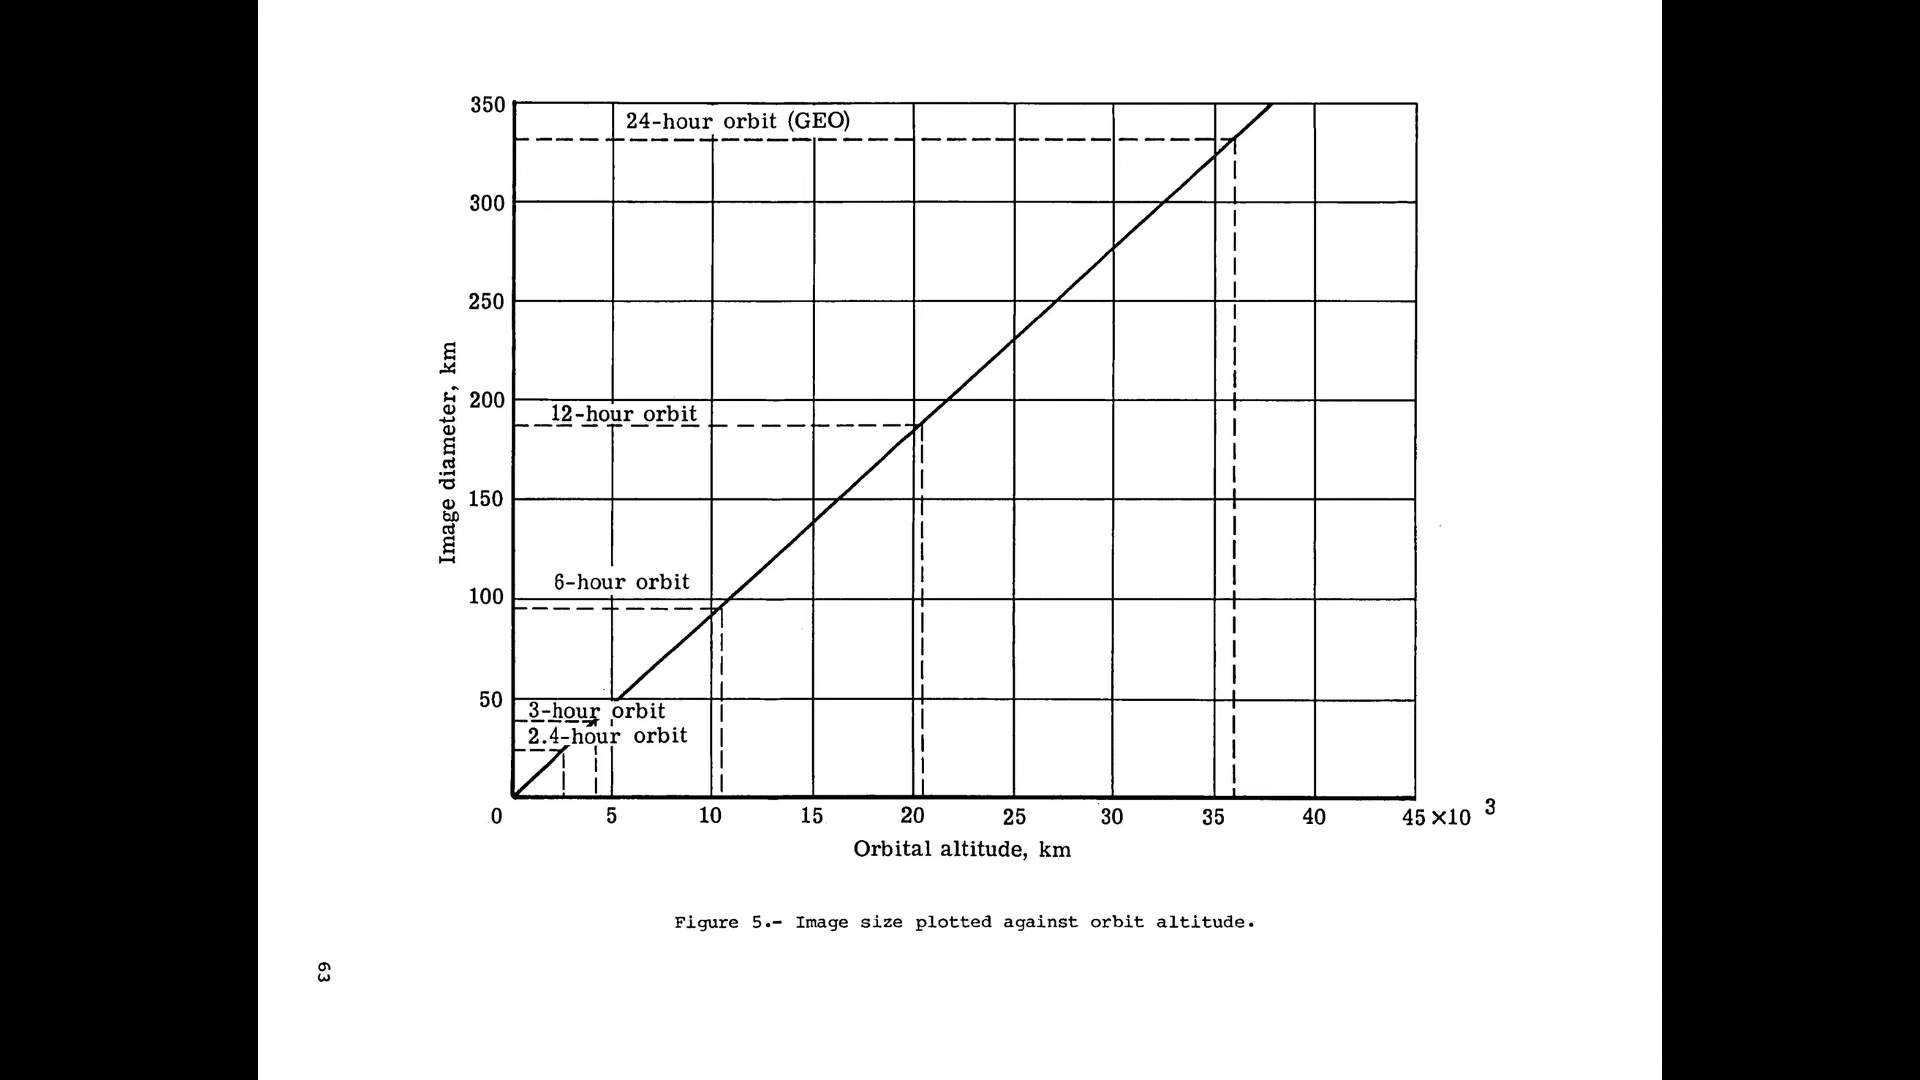 350
24-hour orbit (GEO)
300
250
200
12-hour orbit
150
6-hour orbit
100
50
3-hour orbit
2.4-hour orbit
Image diameter, km
0 5 10 15 20 25 30 35 40 45 ×10 3
Orbital altitude, km
Figure 5.- Image size plotted against orbit altitude.
63